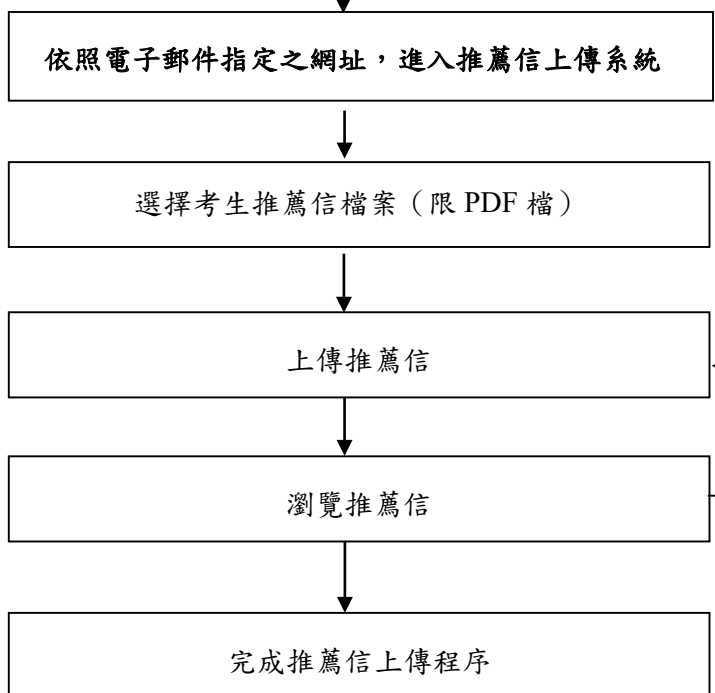 依照電子郵件指定之網址，進入推薦信上傳系統
選擇考生推薦信檔案（限 PDF 檔）
上傳推薦信
瀏覽推薦信
完成推薦信上傳程序